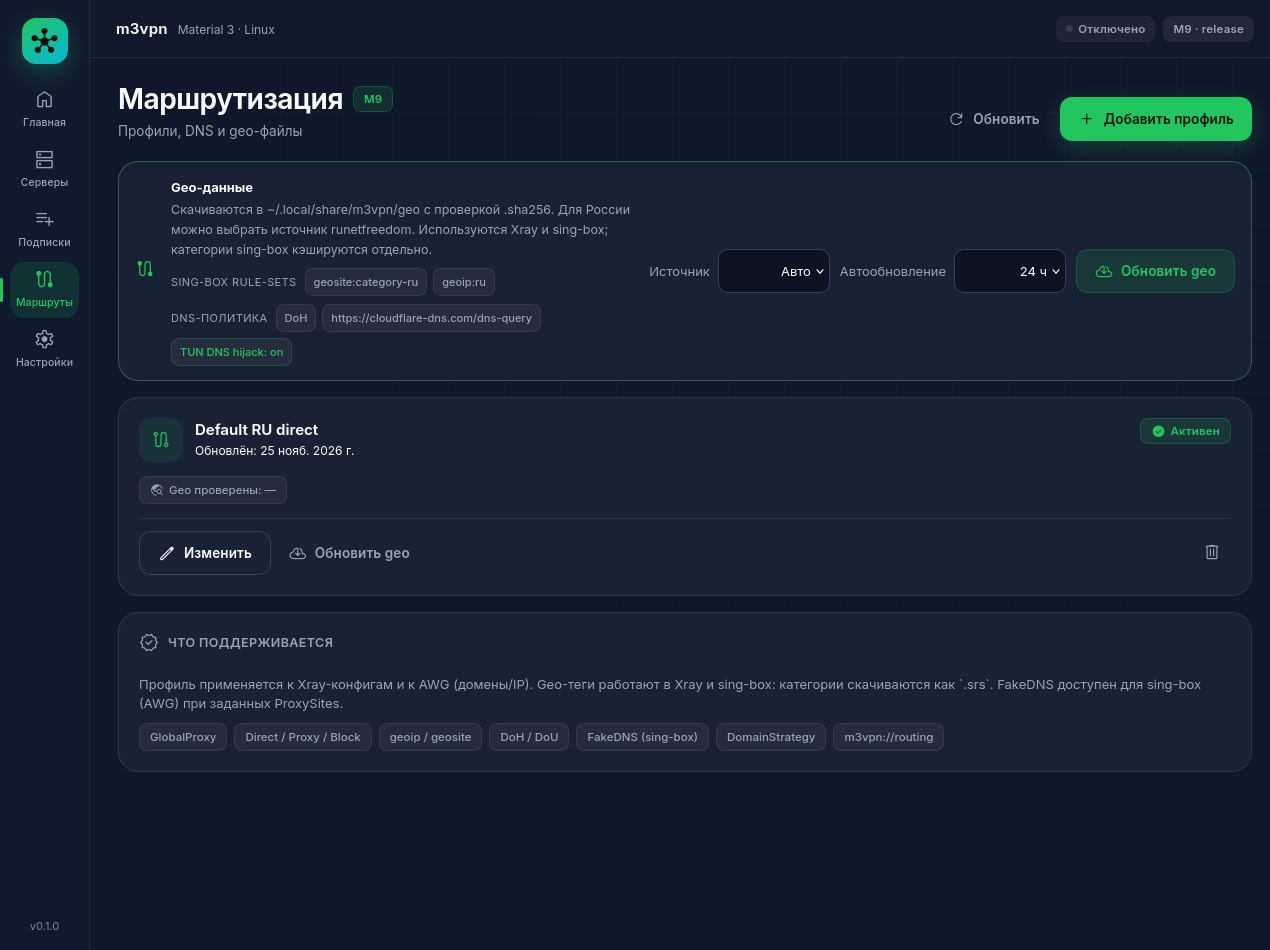 m3vpn Material 3 · Linux
Отключено
M9 · release
Главная
Серверы
Подписки
Маршруты
Настройки
v0.1.0
Маршрутизация M9
Профили, DNS и geo-файлы
Обновить
Добавить профиль
Geo-данные
Скачиваются в ~/.local/share/m3vpn/geo с проверкой .sha256. Для России
можно выбрать источник runetfreedom. Используются Xray и sing-box;
категории sing-box кэшируются отдельно.
SING-BOX RULE-SETS geosite:category-ru geoip:ru
DNS-ПОЛИТИКА DoH https://cloudflare-dns.com/dns-query
TUN DNS hijack: on
Источник Авто Автообновление 24 ч Обновить geo
Default RU direct
Обновлён: 25 нояб. 2026 г.
Активен
Geo проверены: —
Изменить Обновить geo
ЧТО ПОДДЕРЖИВАЕТСЯ
Профиль применяется к Xray-конфигам и к AWG (домены/IP). Geo-теги работают в Xray и sing-box: категории скачиваются как `.srs`. FakeDNS доступен для sing-box
(AWG) при заданных ProxySites.
GlobalProxy Direct / Proxy / Block geoip / geosite DoH / DoU FakeDNS (sing-box) DomainStrategy m3vpn://routing